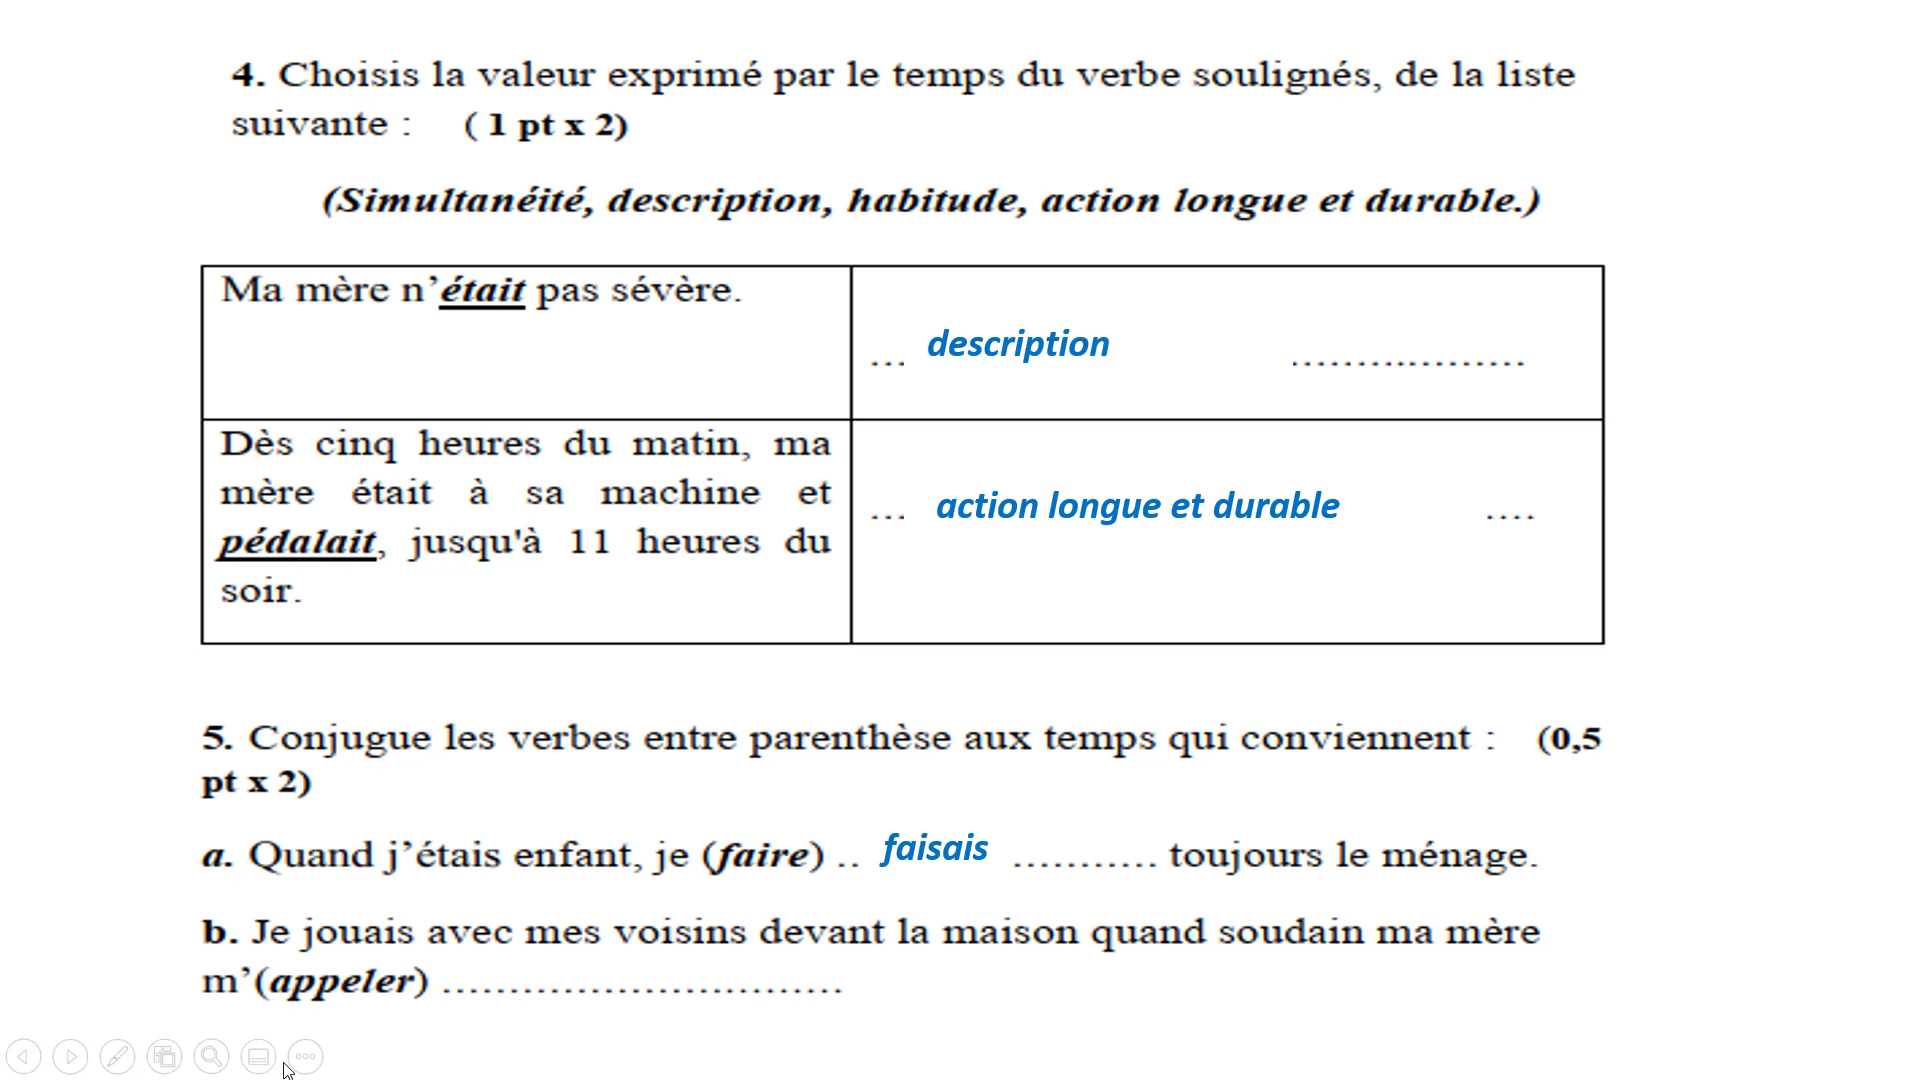 4. Choisis la valeur exprimé par le temps du verbe soulignés, de la liste
suivante : ( 1 pt x 2)
(Simultanéité, description, habitude, action longue et durable.)
Ma mère n’était pas sévère.
... description ...................
Dès cinq heures du matin, ma
mère était à sa machine et
pédalait, jusqu'à 11 heures du
soir.
... action longue et durable ....
5. Conjugue les verbes entre parenthèse aux temps qui conviennent : (0,5
pt x 2)
a. Quand j’étais enfant, je (faire) .. faisais ........... toujours le ménage.
b. Je jouais avec mes voisins devant la maison quand soudain ma mère
m’(appeler) ..............................